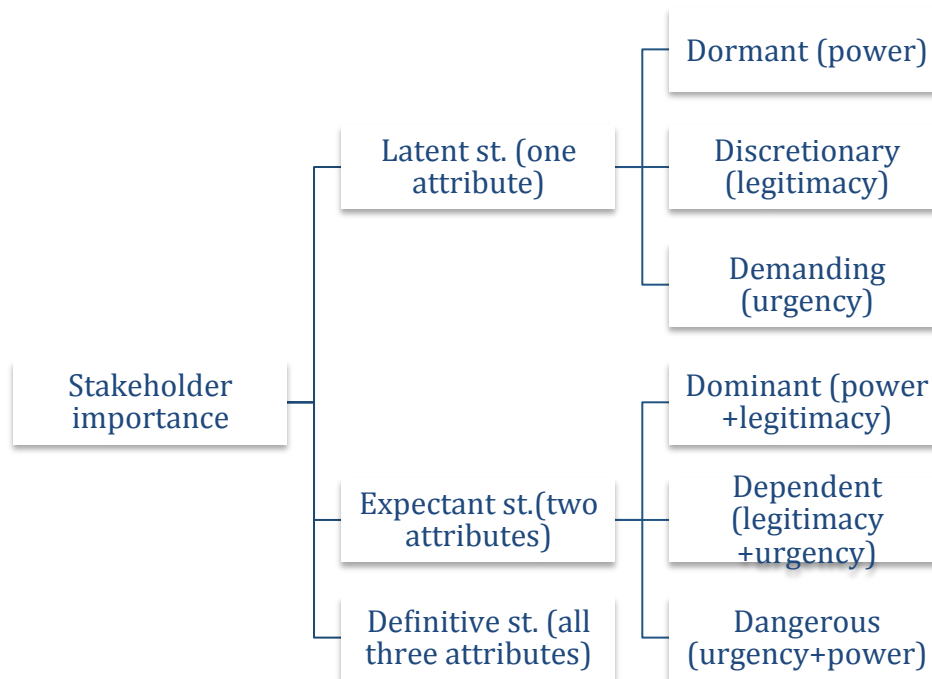 Stakeholder
importance
Latent st. (one
attribute)
Dormant (power)
Discretionary
(legitimacy)
Demanding
(urgency)
Expectant st.(two
attributes)
Dominant (power
+legitimacy)
Dependent
(legitimacy
+urgency)
Dangerous
(urgency+power)
Definitive st. (all
three attributes)